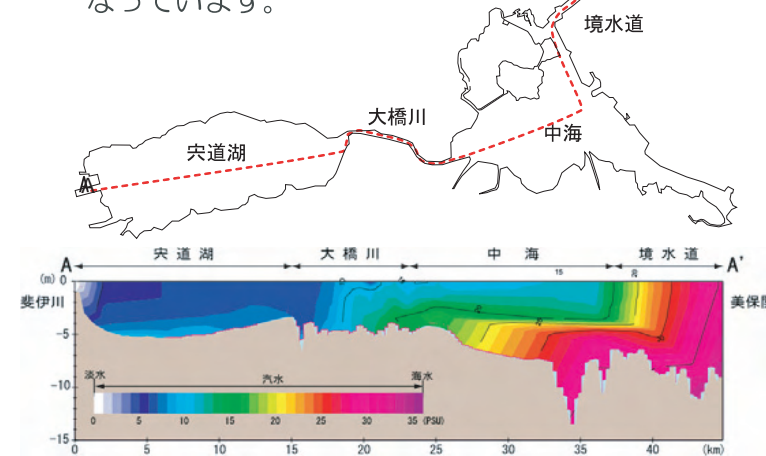 なっています。
境水道
大橋川
中海
宍道湖
A
A 宍道湖 大橋川 中海 境水道 A'
(m) 0
15
20
斐伊川
美保関
-5
20
淡水 汽水 海水
-10
0 5 10 15 20 25 30 35 (PSU)
-15
0 5 10 15 20 25 30 35 40 (km)